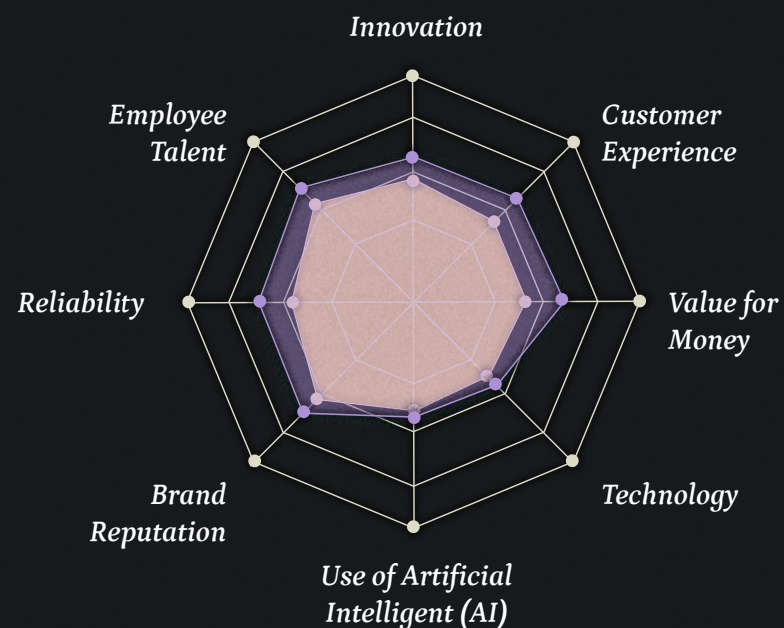 Innovation
Customer
Experience
Value for
Money
Technology
Use of Artificial
Intelligent (AI)
Brand
Reputation
Reliability
Employee
Talent